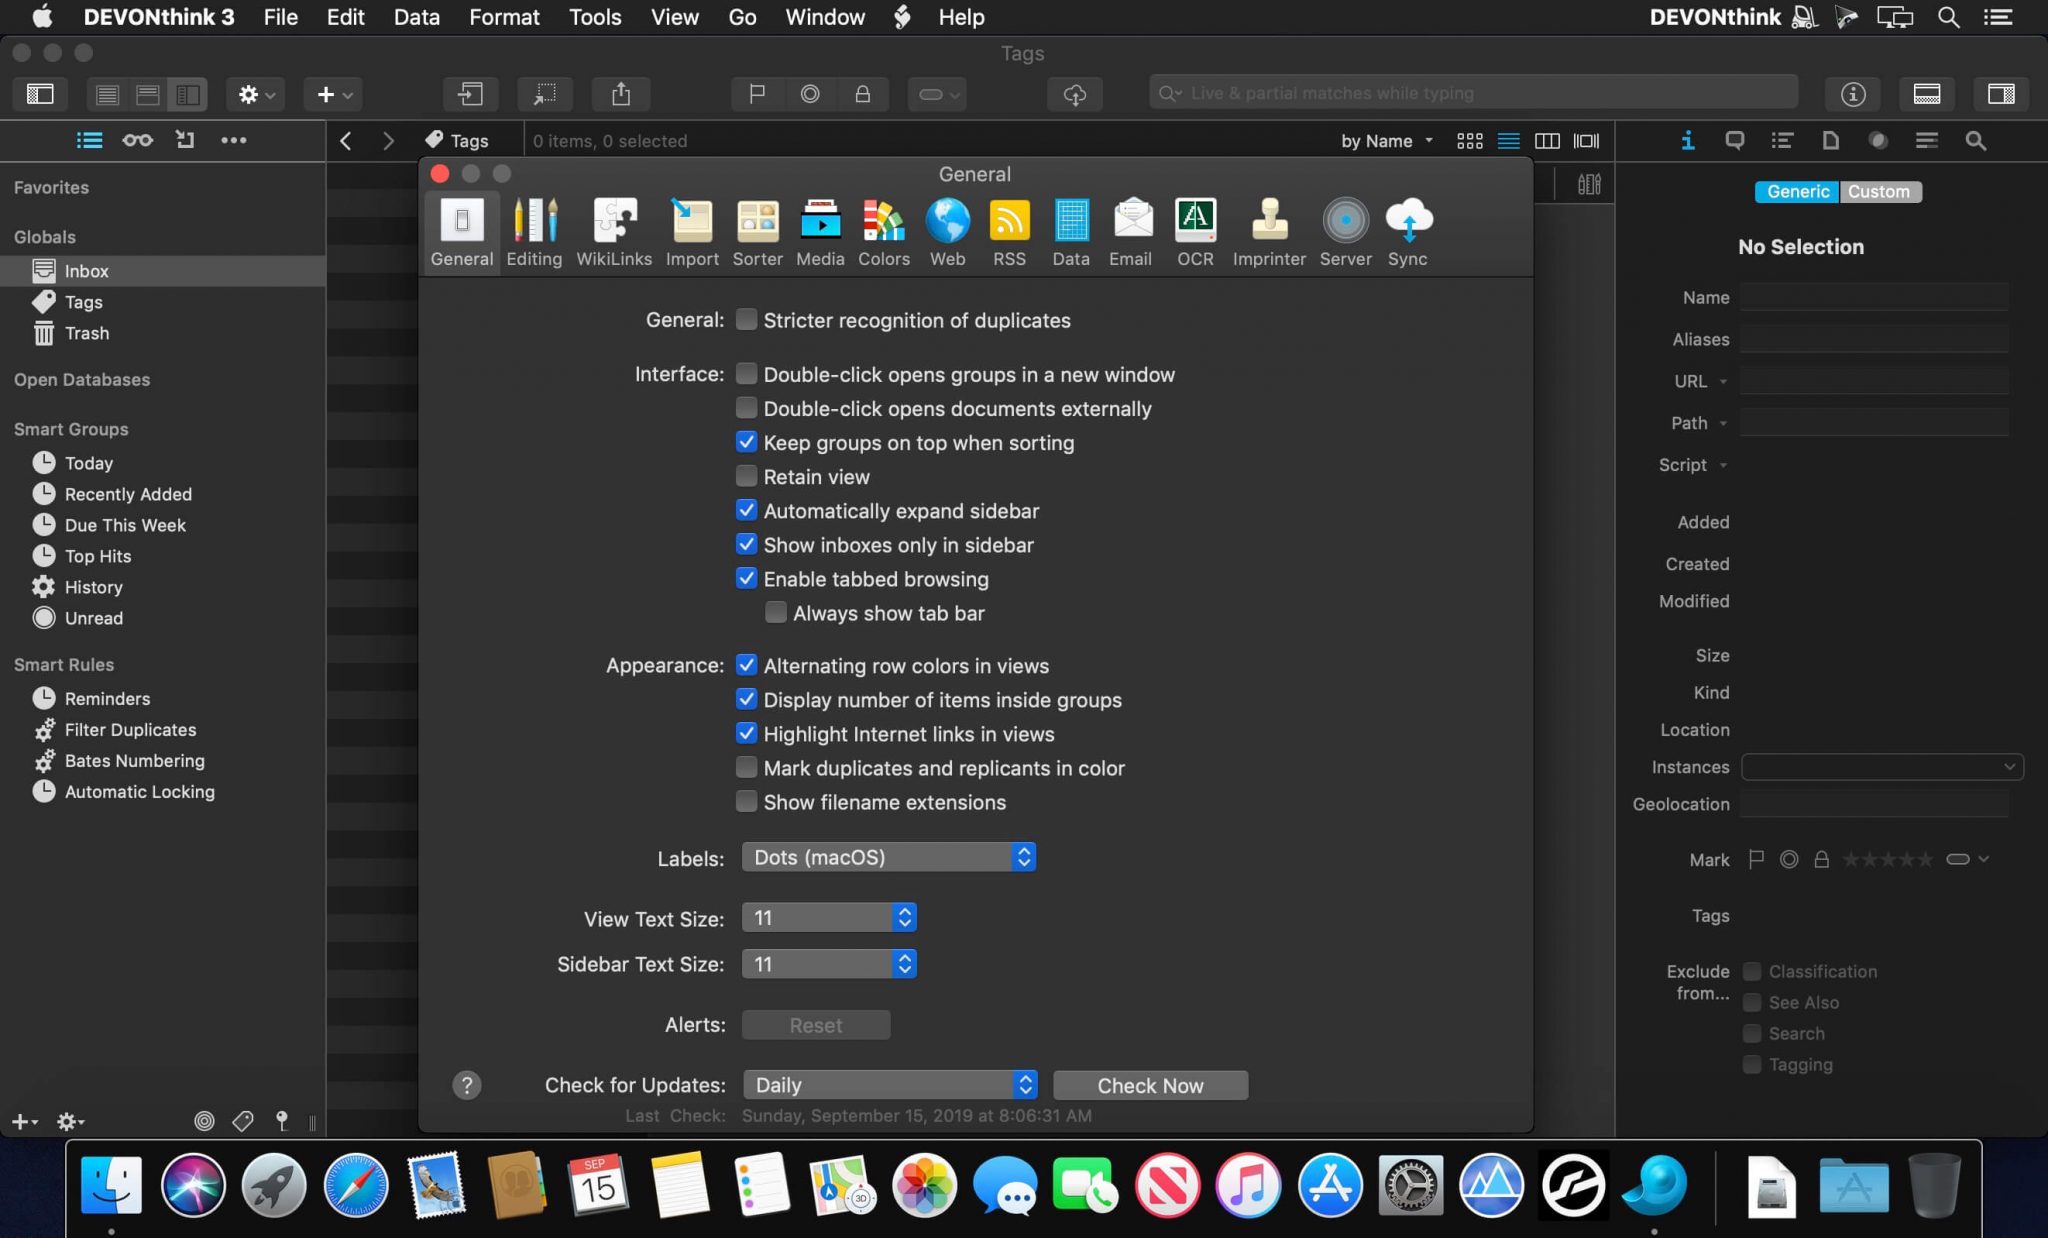 DEVONthink 3 File Edit Data Format Tools View Go Window Help DEVONthink
Tags
Live & partial matches while typing
Tags 0 items, 0 selected by Name
Favorites
Globals
Inbox
Tags
Trash
Open Databases
Smart Groups
Today
Recently Added
Due This Week
Top Hits
History
Unread
Smart Rules
Reminders
Filter Duplicates
Bates Numbering
Automatic Locking
General
General Editing WikiLinks Import Sorter Media Colors Web RSS Data Email OCR Imprinter Server Sync
General: Stricter recognition of duplicates
Interface: Double-click opens groups in a new window
Double-click opens documents externally
Keep groups on top when sorting
Retain view
Automatically expand sidebar
Show inboxes only in sidebar
Enable tabbed browsing
Always show tab bar
Appearance: Alternating row colors in views
Display number of items inside groups
Highlight Internet links in views
Mark duplicates and replicants in color
Show filename extensions
Labels: Dots (macOS)
View Text Size: 11
Sidebar Text Size: 11
Alerts: Reset
? Check for Updates: Daily Check Now
Last Check: Sunday, September 15, 2019 at 8:06:31 AM
Generic Custom
No Selection
Name
Aliases
URL
Path
Script
Added
Created
Modified
Size
Kind
Location
Instances
Geolocation
Mark
Tags
Exclude from... Classification
See Also
Search
Tagging
SEP
15
3D